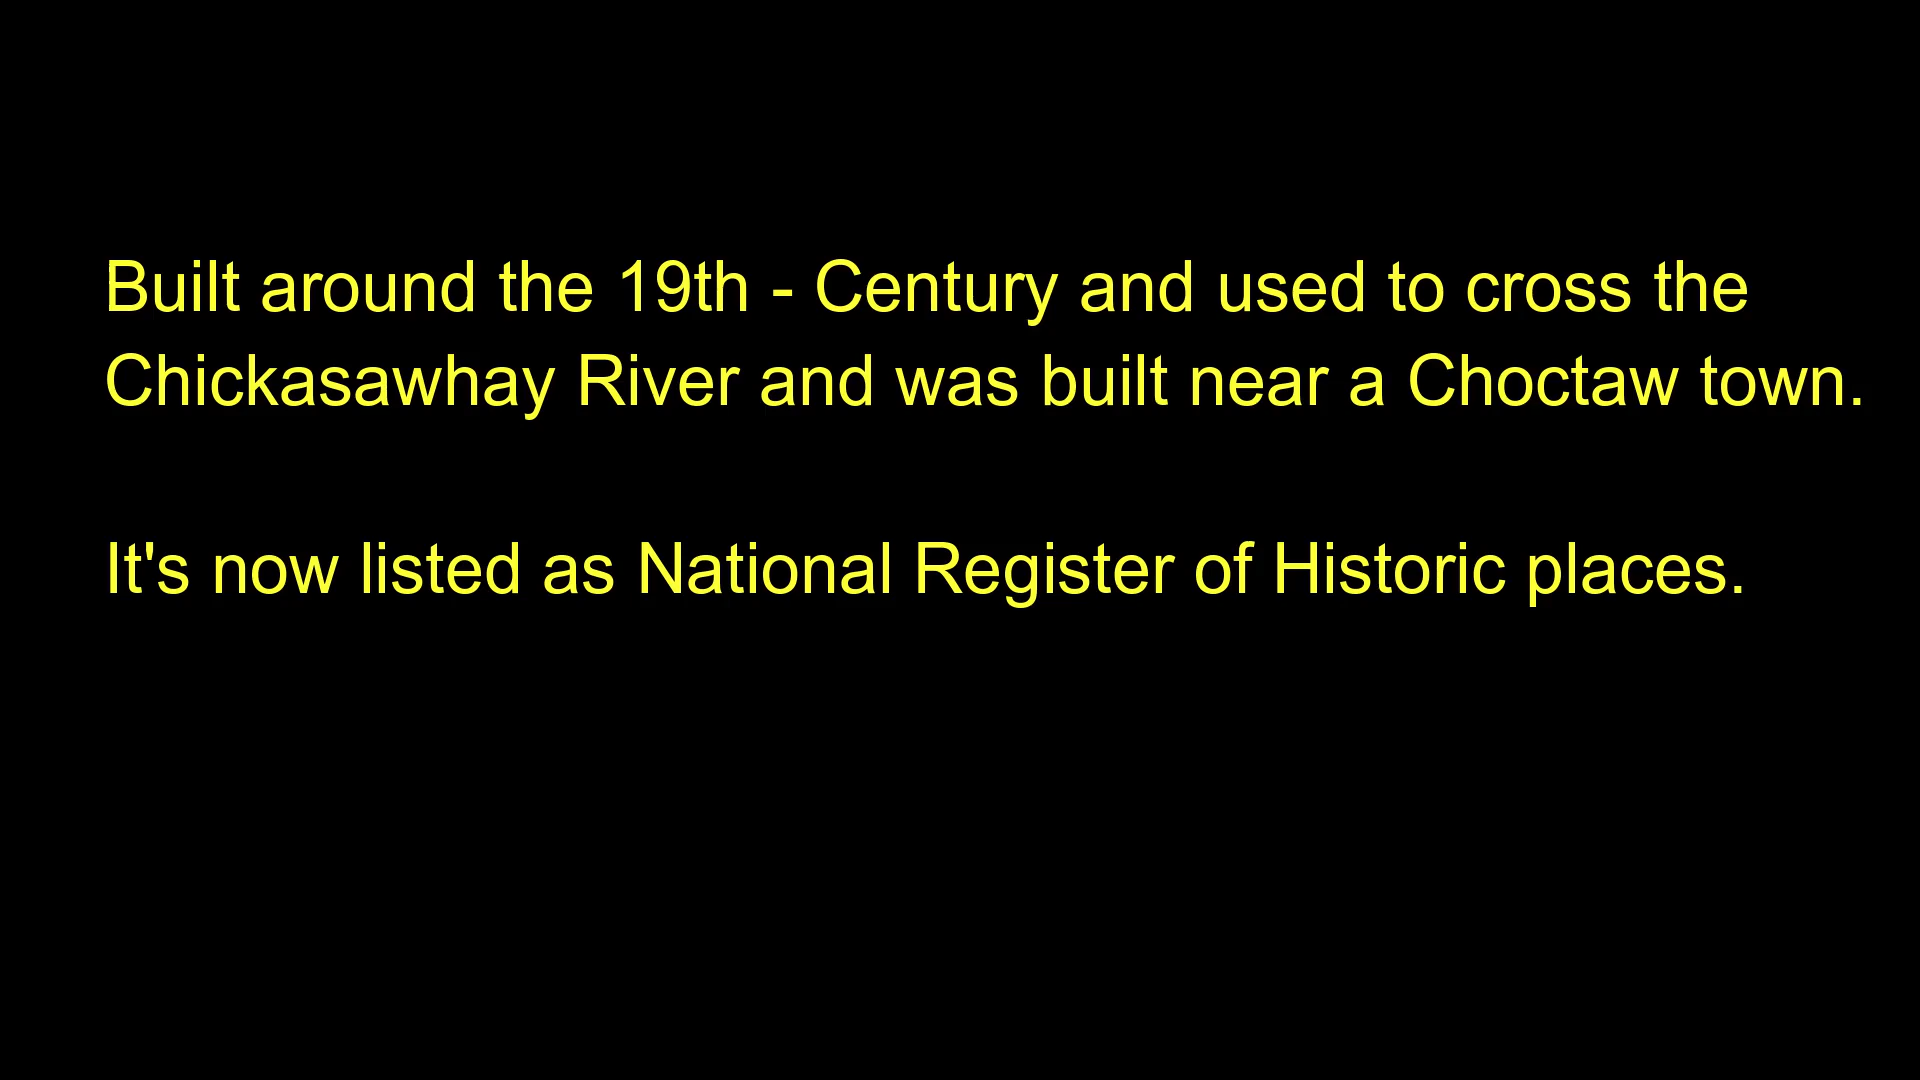 Built around the 19th - Century and used to cross the
Chickasawhay River and was built near a Choctaw town.
It's now listed as National Register of Historic places.